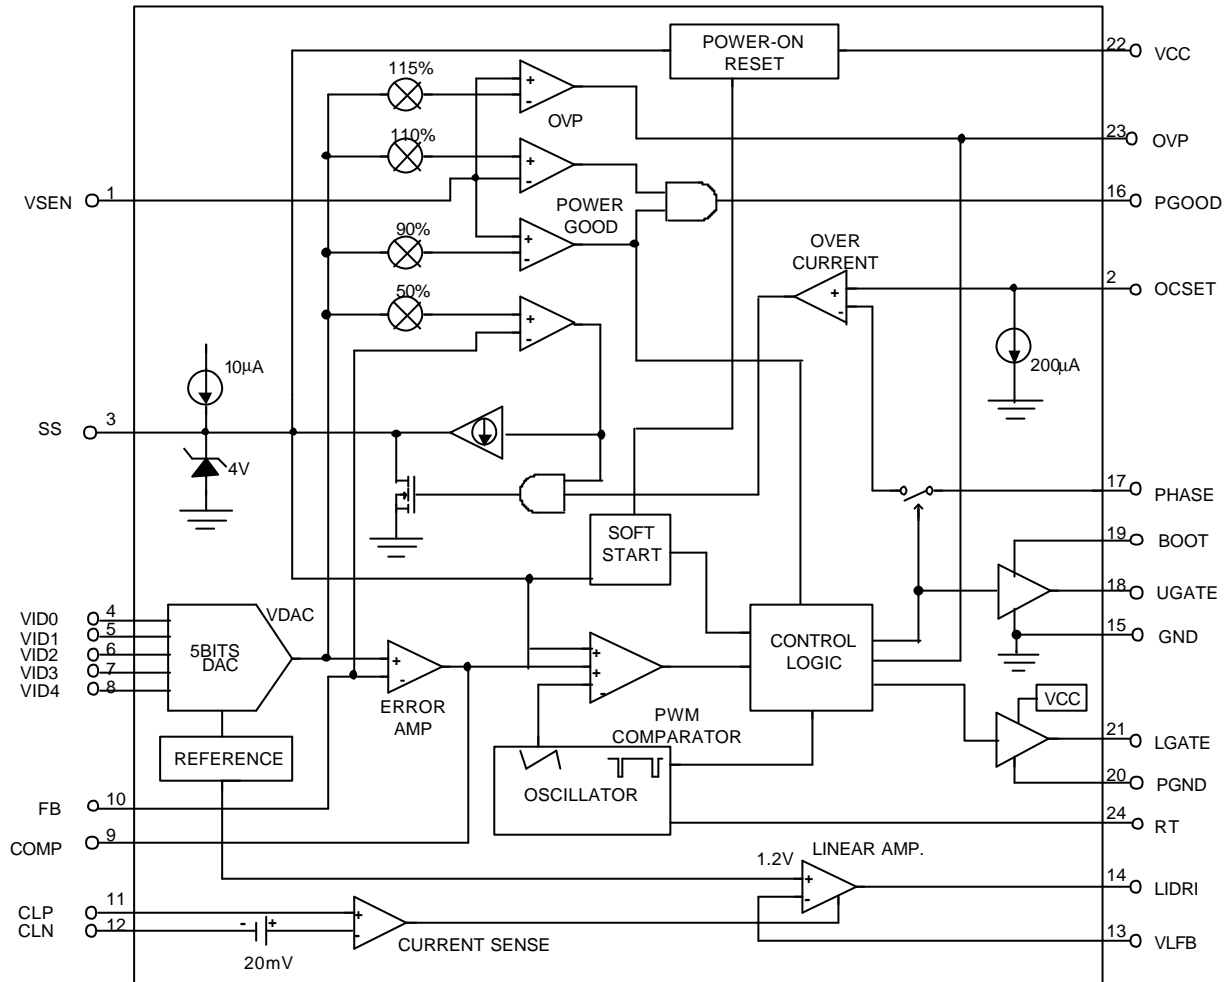 POWER-ON
RESET
22
VCC
115%
OVP
23
OVP
110%
VSEN
1
POWER
GOOD
16
PGOOD
90%
OVER
CURRENT
2
OCSET
50%
10µA
200µA
SS
3
4V
17
PHASE
SOFT
START
19
BOOT
18
UGATE
15
GND
VID0
4
VID1
5
VID2
6
VID3
7
VID4
8
VDAC
5BITS
DAC
CONTROL
LOGIC
ERROR
AMP
PWM
COMPARATOR
VCC
21
LGATE
REFERENCE
OSCILLATOR
20
PGND
FB
10
24
RT
COMP
9
1.2V
LINEAR AMP.
14
LIDRI
CLP
11
CLN
12
- +
20mV
CURRENT SENSE
13
VLFB